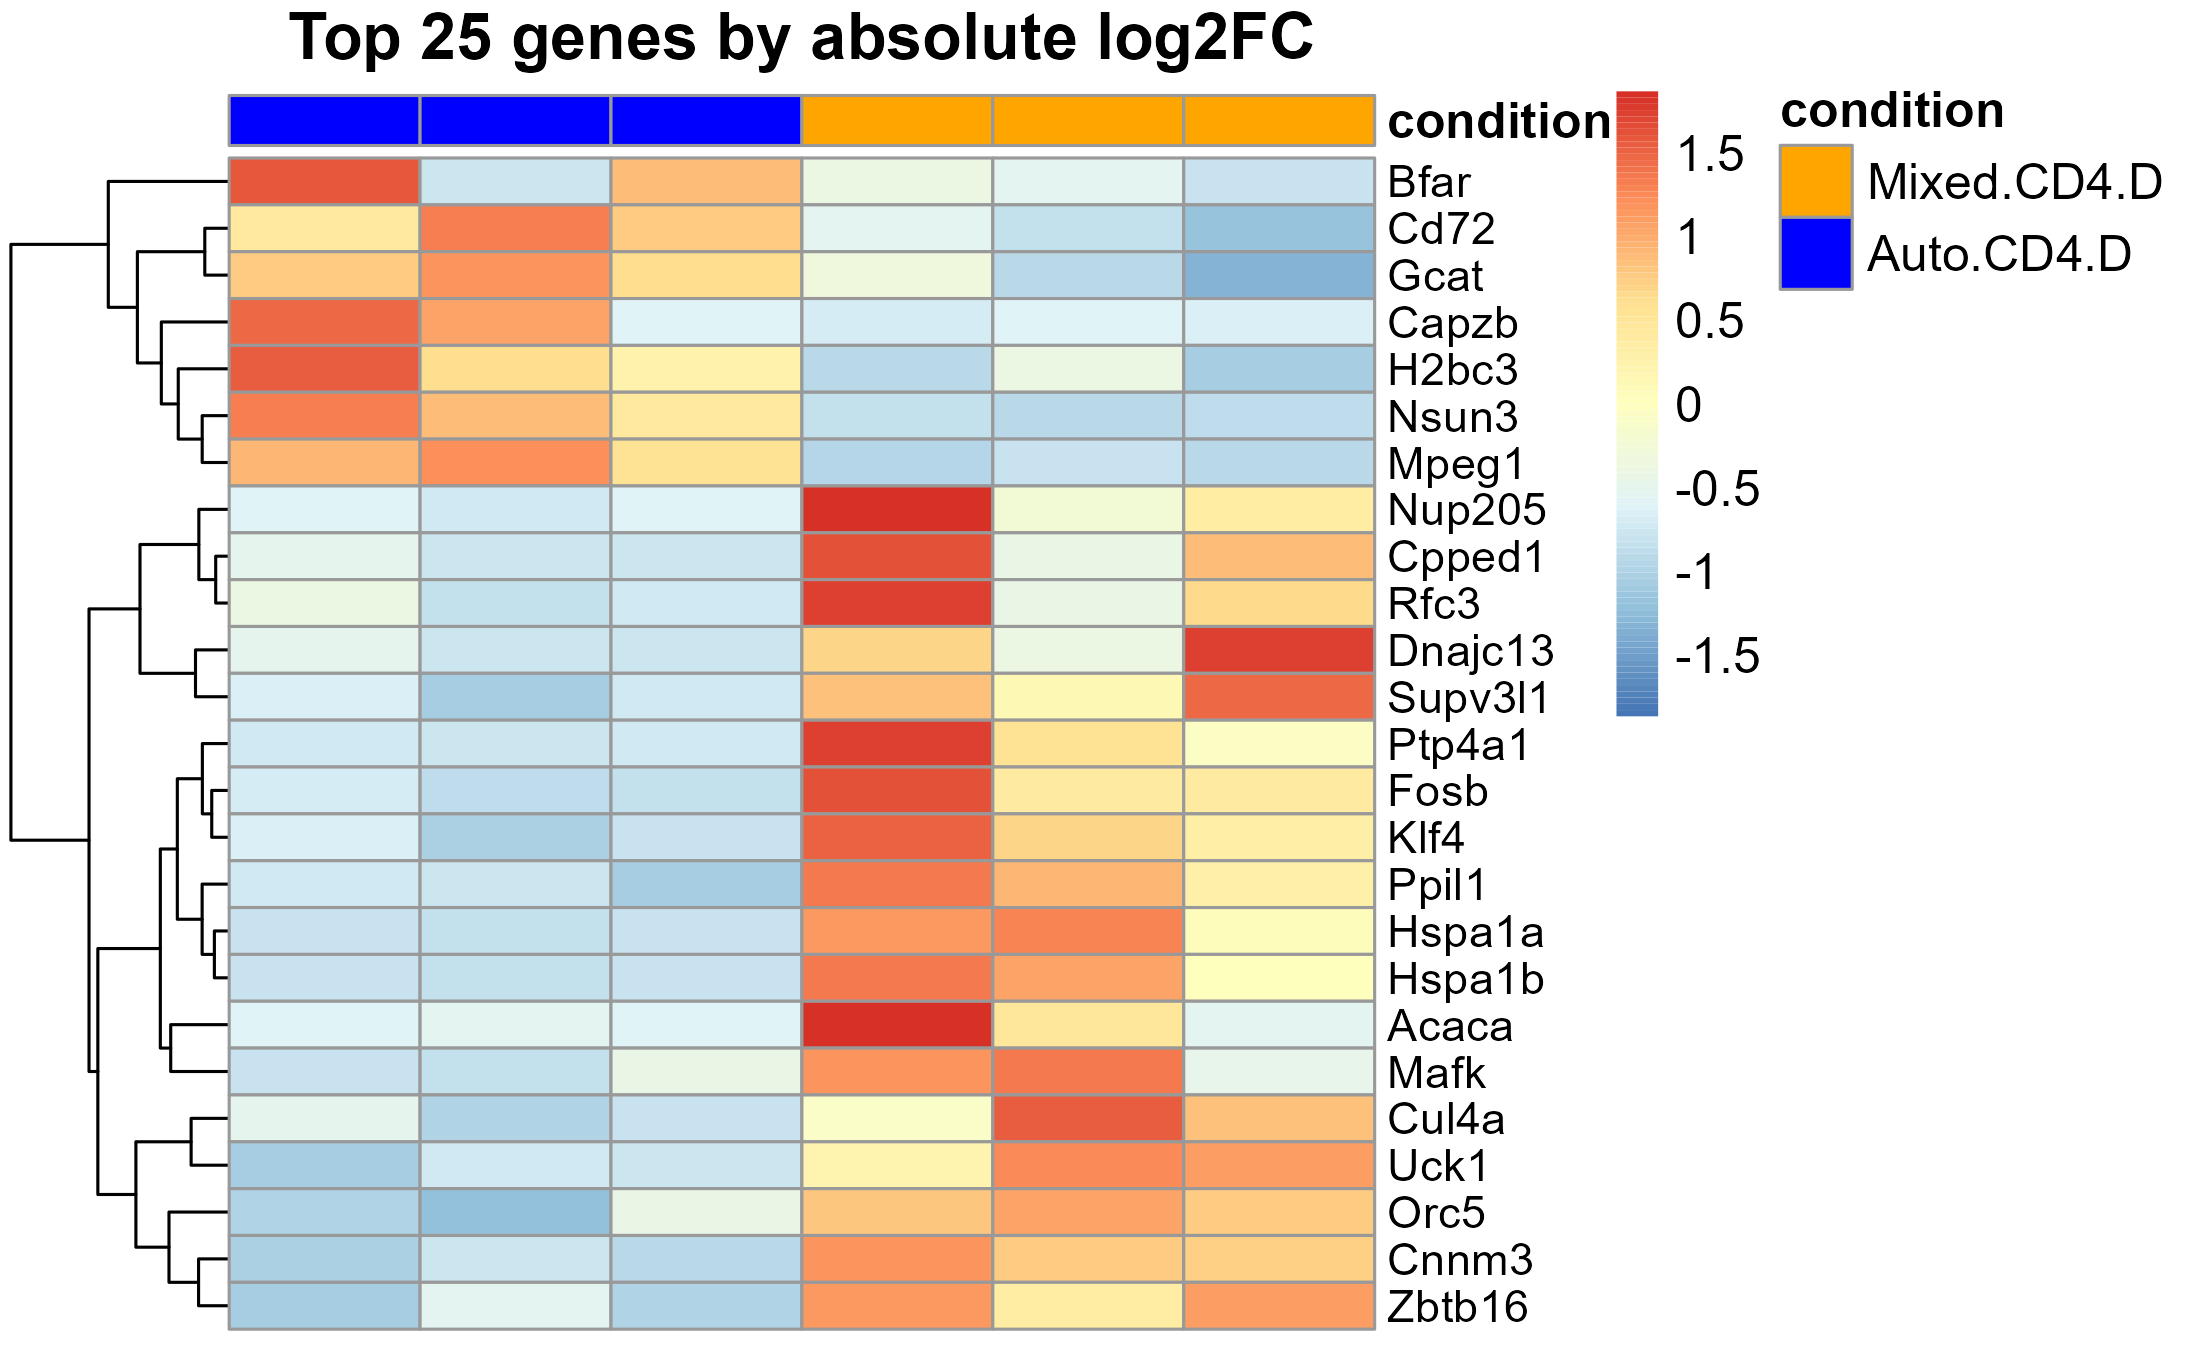 Top 25 genes by absolute log2FC
condition
Bfar
Cd72
Gcat
Capzb
H2bc3
Nsun3
Mpeg1
Nup205
Cpped1
Rfc3
Dnajc13
Supv3l1
Ptp4a1
Fosb
Klf4
Ppil1
Hspa1a
Hspa1b
Acaca
Mafk
Cul4a
Uck1
Orc5
Cnnm3
Zbtb16
1.5
1
0.5
0
-0.5
-1
-1.5
condition
Mixed.CD4.D
Auto.CD4.D